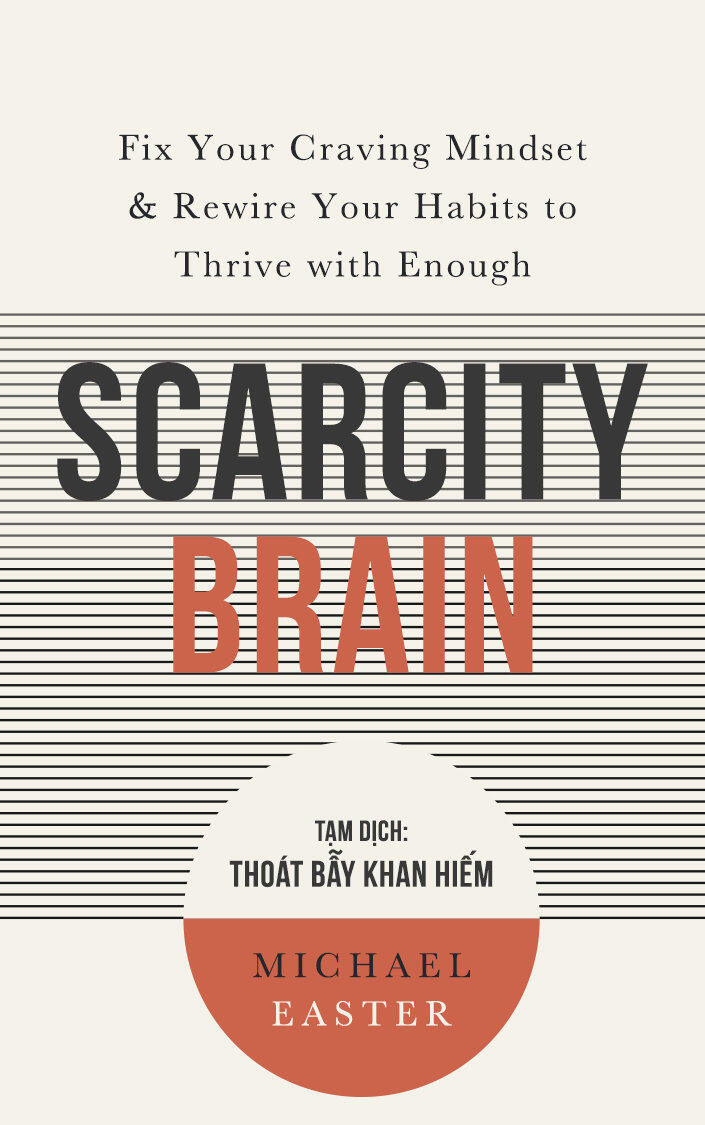 Fix Your Craving Mindset
& Rewire Your Habits to
Thrive with Enough
SCARCITY
BRAIN
TẠM DỊCH:
THOÁT BẪY KHAN HIẾM
MICHAEL
EASTER